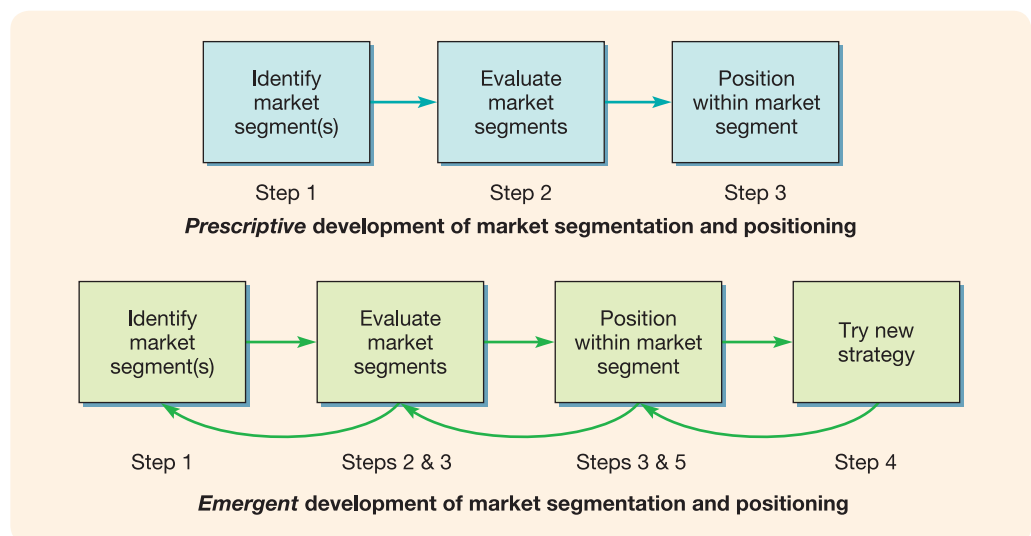 Identify
market
segment(s)
Evaluate
market
segments
Position
within market
segment
Step 1
Step 2
Step 3
Prescriptive development of market segmentation and positioning
Identify
market
segment(s)
Evaluate
market
segments
Position
within market
segment
Try new
strategy
Step 1
Steps 2 & 3
Steps 3 & 5
Step 4
Emergent development of market segmentation and positioning